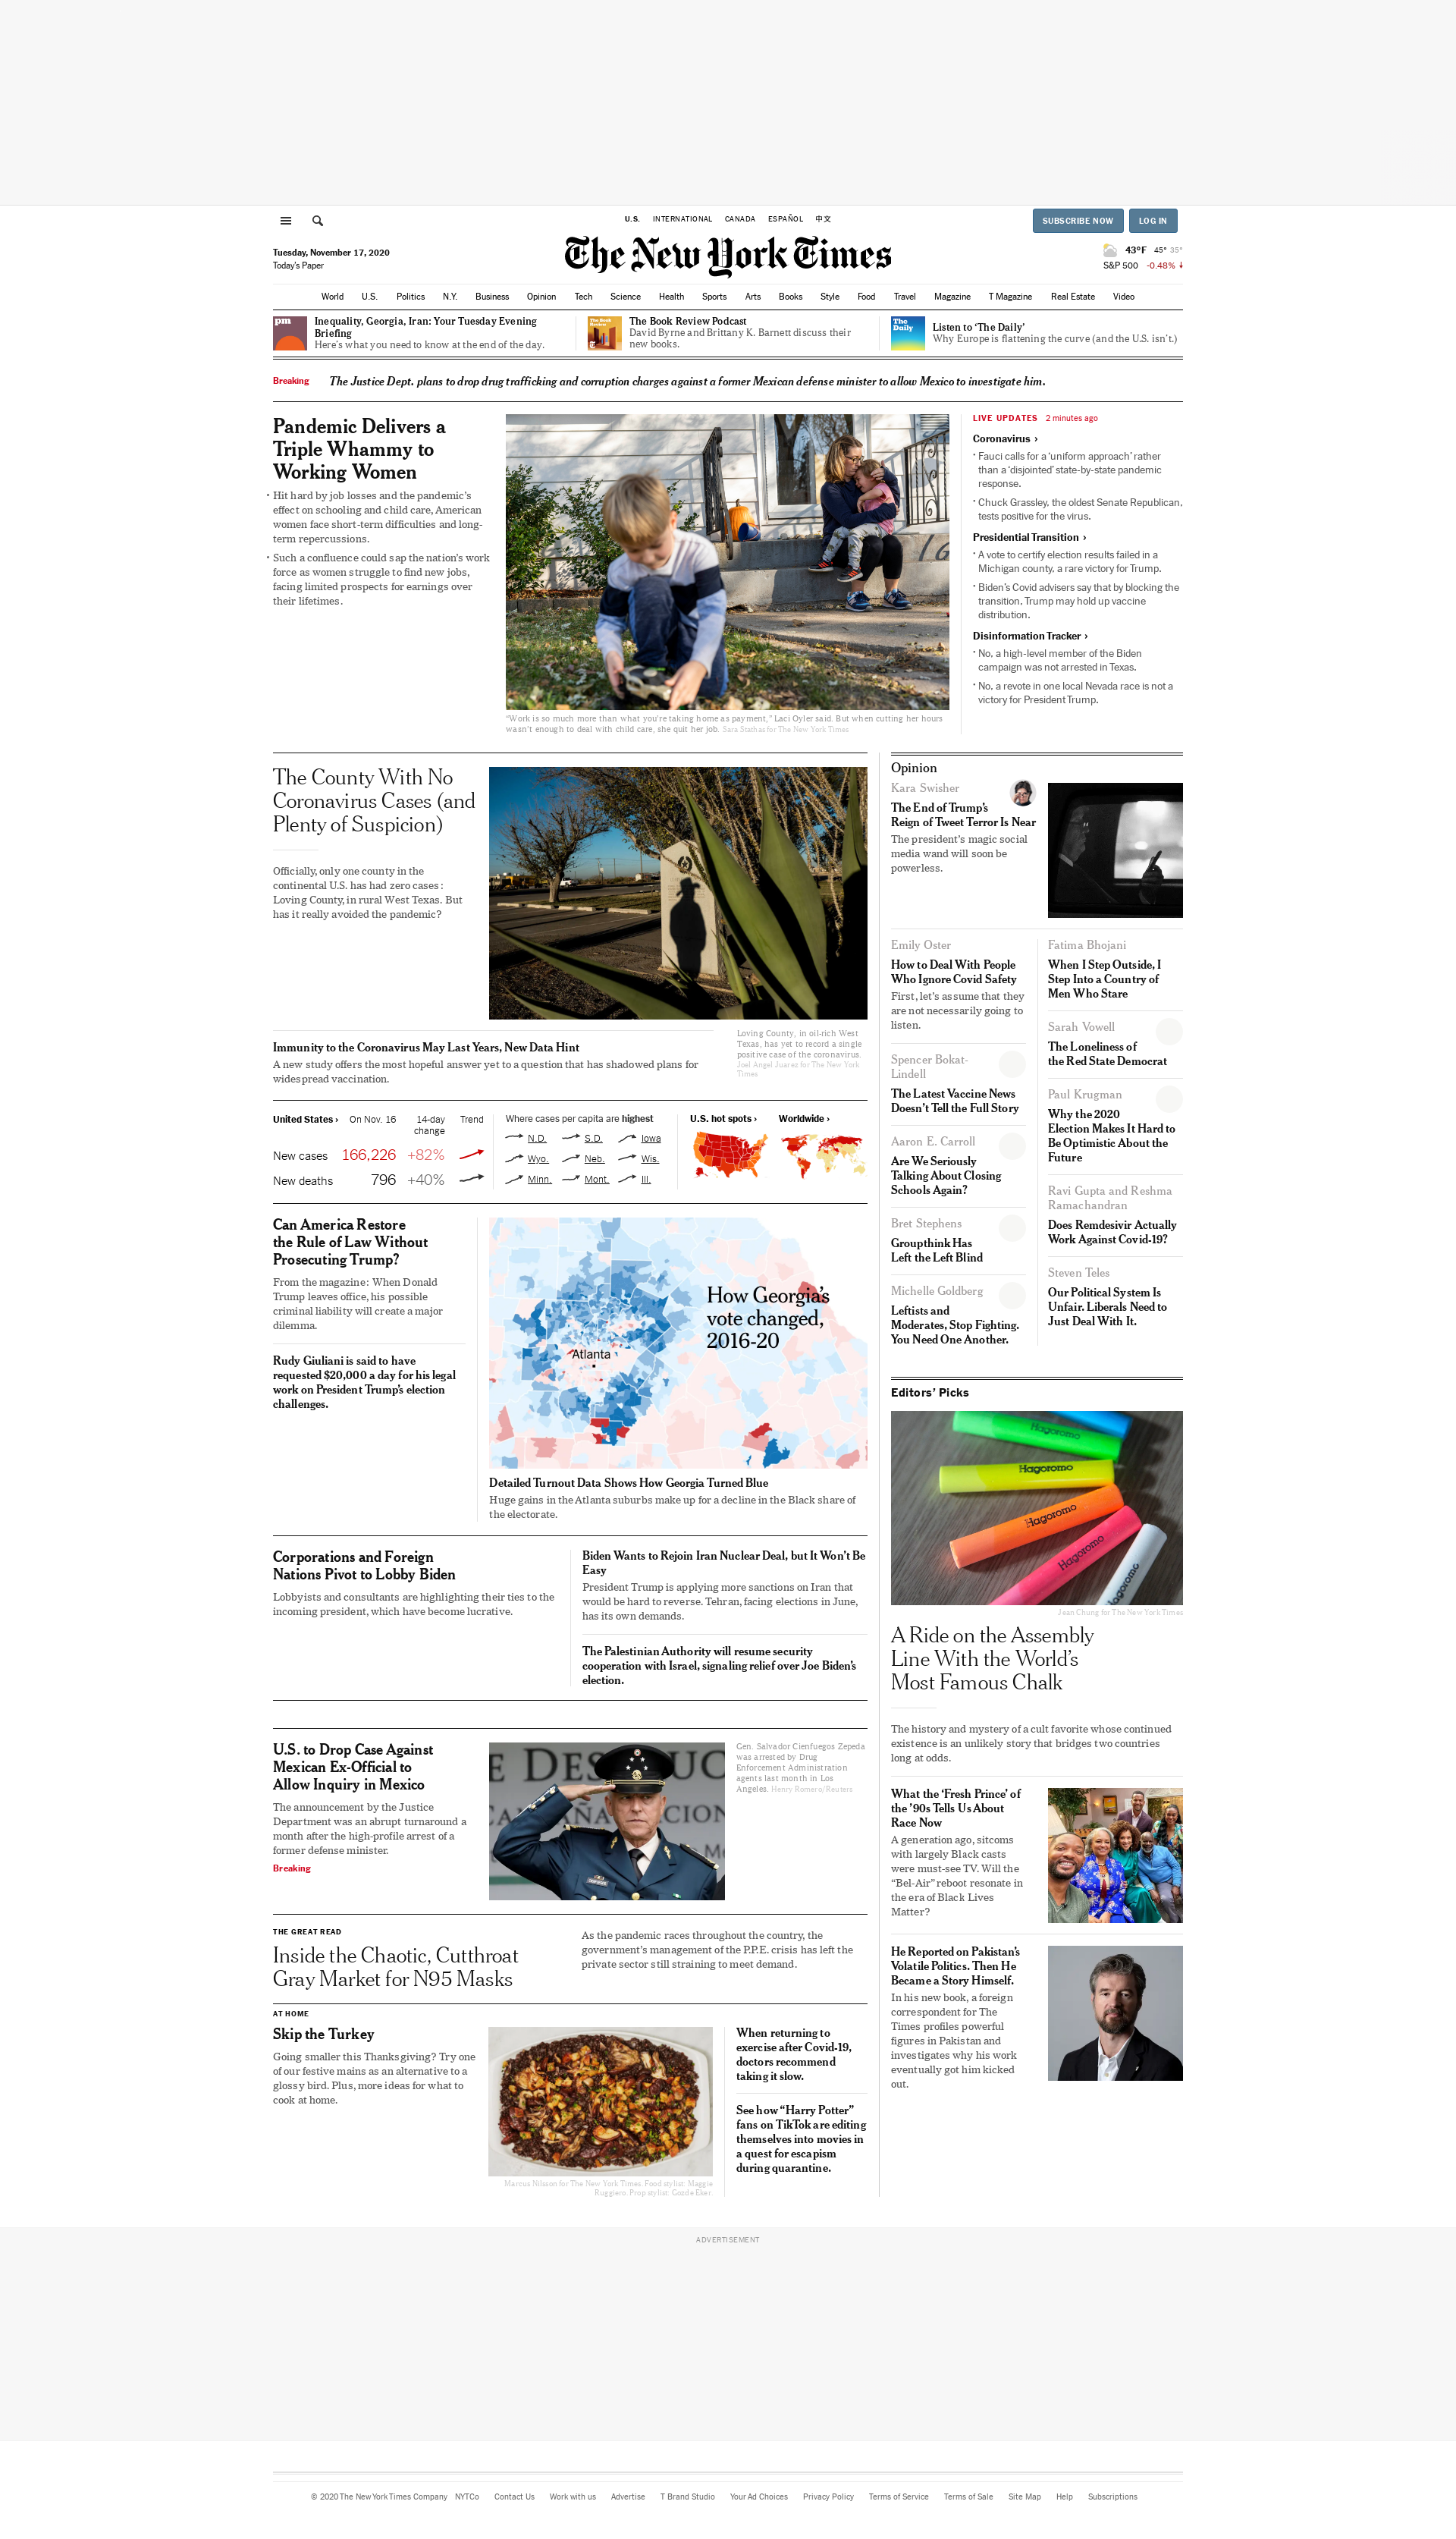 U.S. INTERNATIONAL CANADA ESPAÑOL 中文
SUBSCRIBE NOW LOG IN
Tuesday, November 17, 2020
Today's Paper
The New York Times
43°F 45° 35°
S&P 500 -0.48%
World U.S. Politics N.Y. Business Opinion Tech Science Health Sports Arts Books Style Food Travel Magazine T Magazine Real Estate Video
pm
Inequality, Georgia, Iran: Your Tuesday Evening
Briefing
Here's what you need to know at the end of the day.
The Book
Review
The Book Review Podcast
David Byrne and Brittany K. Barnett discuss their
new books.
The
Daily
Listen to ‘The Daily’
Why Europe is flattening the curve (and the U.S. isn't.)
Breaking
The Justice Dept. plans to drop drug trafficking and corruption charges against a former Mexican defense minister to allow Mexico to investigate him.
Pandemic Delivers a
Triple Whammy to
Working Women
• Hit hard by job losses and the pandemic's
effect on schooling and child care, American
women face short-term difficulties and long-
term repercussions.
• Such a confluence could sap the nation's work
force as women struggle to find new jobs,
facing limited prospects for earnings over
their lifetimes.
“Work is so much more than what you're taking home as payment,” Laci Oyler said. But when cutting her hours
wasn't enough to deal with child care, she quit her job. Sara Stathas for The New York Times
LIVE UPDATES 2 minutes ago
Coronavirus ›
• Fauci calls for a ‘uniform approach’ rather
than a ‘disjointed’ state-by-state pandemic
response.
• Chuck Grassley, the oldest Senate Republican,
tests positive for the virus.
Presidential Transition ›
• A vote to certify election results failed in a
Michigan county, a rare victory for Trump.
• Biden's Covid advisers say that by blocking the
transition, Trump may hold up vaccine
distribution.
Disinformation Tracker ›
• No, a high-level member of the Biden
campaign was not arrested in Texas.
• No, a revote in one local Nevada race is not a
victory for President Trump.
The County With No
Coronavirus Cases (and
Plenty of Suspicion)
Officially, only one county in the
continental U.S. has had zero cases:
Loving County, in rural West Texas. But
has it really avoided the pandemic?
Loving County, in oil-rich West
Texas, has yet to record a single
positive case of the coronavirus.
Joel Angel Juarez for The New York
Times
Immunity to the Coronavirus May Last Years, New Data Hint
A new study offers the most hopeful answer yet to a question that has shadowed plans for
widespread vaccination.
United States › On Nov. 16 14-day
change Trend
New cases 166,226 +82%
New deaths 796 +40%
Where cases per capita are highest
N.D. S.D. Iowa
Wyo. Neb. Wis.
Minn. Mont. Ill.
U.S. hot spots › Worldwide ›
Can America Restore
the Rule of Law Without
Prosecuting Trump?
From the magazine: When Donald
Trump leaves office, his possible
criminal liability will create a major
dilemma.
Rudy Giuliani is said to have
requested $20,000 a day for his legal
work on President Trump's election
challenges.
How Georgia's
vote changed,
2016-20
Atlanta
Detailed Turnout Data Shows How Georgia Turned Blue
Huge gains in the Atlanta suburbs make up for a decline in the Black share of
the electorate.
Corporations and Foreign
Nations Pivot to Lobby Biden
Lobbyists and consultants are highlighting their ties to the
incoming president, which have become lucrative.
Biden Wants to Rejoin Iran Nuclear Deal, but It Won't Be
Easy
President Trump is applying more sanctions on Iran that
would be hard to reverse. Tehran, facing elections in June,
has its own demands.
The Palestinian Authority will resume security
cooperation with Israel, signaling relief over Joe Biden's
election.
U.S. to Drop Case Against
Mexican Ex-Official to
Allow Inquiry in Mexico
The announcement by the Justice
Department was an abrupt turnaround a
month after the high-profile arrest of a
former defense minister.
Breaking
Gen. Salvador Cienfuegos Zepeda
was arrested by Drug
Enforcement Administration
agents last month in Los
Angeles. Henry Romero/Reuters
THE GREAT READ
Inside the Chaotic, Cutthroat
Gray Market for N95 Masks
As the pandemic races throughout the country, the
government's management of the P.P.E. crisis has left the
private sector still straining to meet demand.
AT HOME
Skip the Turkey
Going smaller this Thanksgiving? Try one
of our festive mains as an alternative to a
glossy bird. Plus, more ideas for what to
cook at home.
Marcus Nilsson for The New York Times. Food stylist: Maggie
Ruggiero. Prop stylist: Gozde Eker.
When returning to
exercise after Covid-19,
doctors recommend
taking it slow.
See how “Harry Potter”
fans on TikTok are editing
themselves into movies in
a quest for escapism
during quarantine.
Opinion
Kara Swisher
The End of Trump's
Reign of Tweet Terror Is Near
The president's magic social
media wand will soon be
powerless.
Emily Oster
How to Deal With People
Who Ignore Covid Safety
First, let's assume that they
are not necessarily going to
listen.
Spencer Bokat-
Lindell
The Latest Vaccine News
Doesn't Tell the Full Story
Aaron E. Carroll
Are We Seriously
Talking About Closing
Schools Again?
Bret Stephens
Groupthink Has
Left the Left Blind
Michelle Goldberg
Leftists and
Moderates, Stop Fighting.
You Need One Another.
Fatima Bhojani
When I Step Outside, I
Step Into a Country of
Men Who Stare
Sarah Vowell
The Loneliness of
the Red State Democrat
Paul Krugman
Why the 2020
Election Makes It Hard to
Be Optimistic About the
Future
Ravi Gupta and Reshma
Ramachandran
Does Remdesivir Actually
Work Against Covid-19?
Steven Teles
Our Political System Is
Unfair. Liberals Need to
Just Deal With It.
Editors' Picks
Hagoromo
Hagoromo
Hagoromo
Hagoromo
Jean Chung for The New York Times
A Ride on the Assembly
Line With the World's
Most Famous Chalk
The history and mystery of a cult favorite whose continued
existence is an unlikely story that bridges two countries
long at odds.
What the ‘Fresh Prince’ of
the '90s Tells Us About
Race Now
A generation ago, sitcoms
with largely Black casts
were must-see TV. Will the
“Bel-Air” reboot resonate in
the era of Black Lives
Matter?
He Reported on Pakistan's
Volatile Politics. Then He
Became a Story Himself.
In his new book, a foreign
correspondent for The
Times profiles powerful
figures in Pakistan and
investigates why his work
eventually got him kicked
out.
ADVERTISEMENT
© 2020 The New York Times Company NYTCo Contact Us Work with us Advertise T Brand Studio Your Ad Choices Privacy Policy Terms of Service Terms of Sale Site Map Help Subscriptions